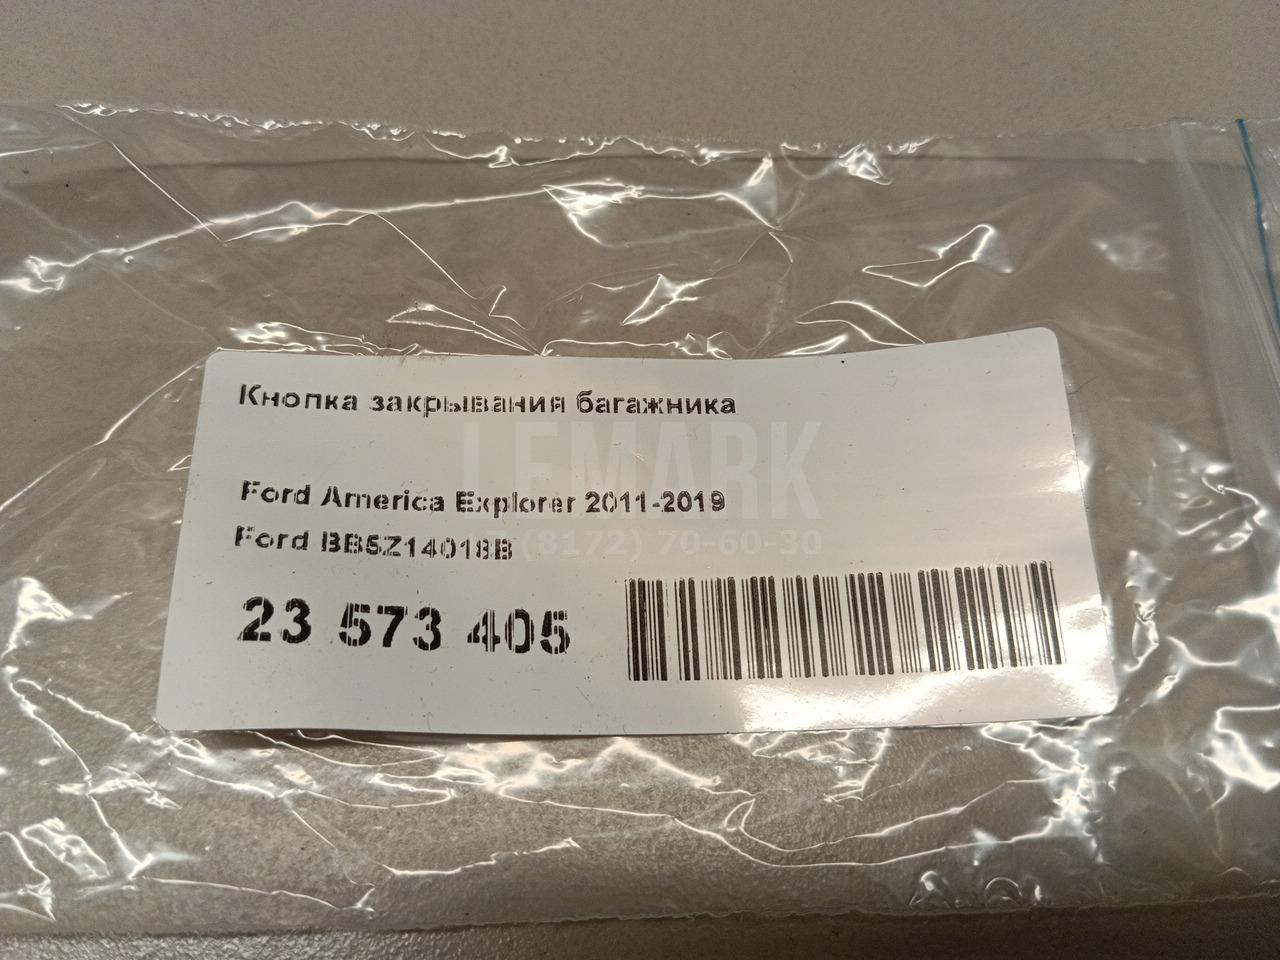 Кнопка закрывания багажника
LEMARK
Ford America Explorer 2011-2019
Ford BB5Z14018B
(8172) 70-60-30
23 573 405